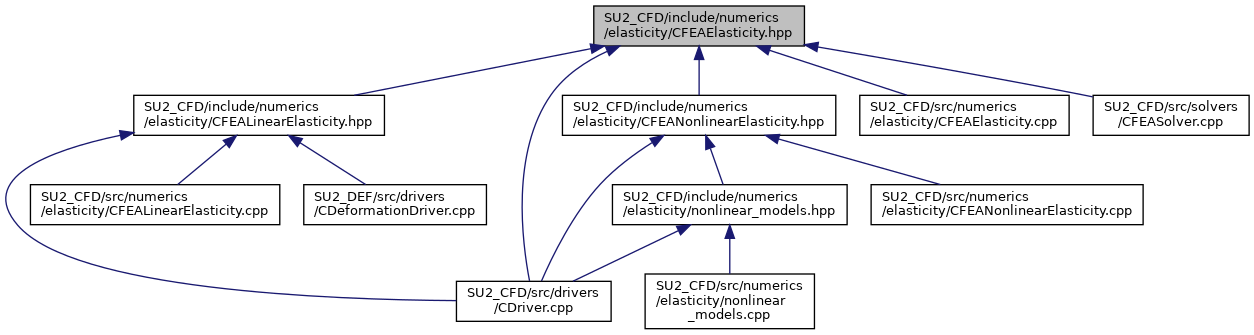 SU2_CFD/include/numerics
/elasticity/CFEAElasticity.hpp
SU2_CFD/include/numerics
/elasticity/CFEALinearElasticity.hpp
SU2_CFD/include/numerics
/elasticity/CFEANonlinearElasticity.hpp
SU2_CFD/src/numerics
/elasticity/CFEAElasticity.cpp
SU2_CFD/src/solvers
/CFEASolver.cpp
SU2_CFD/src/numerics
/elasticity/CFEALinearElasticity.cpp
SU2_DEF/src/drivers
/CDeformationDriver.cpp
SU2_CFD/include/numerics
/elasticity/nonlinear_models.hpp
SU2_CFD/src/numerics
/elasticity/CFEANonlinearElasticity.cpp
SU2_CFD/src/drivers
/CDriver.cpp
SU2_CFD/src/numerics
/elasticity/nonlinear
_models.cpp